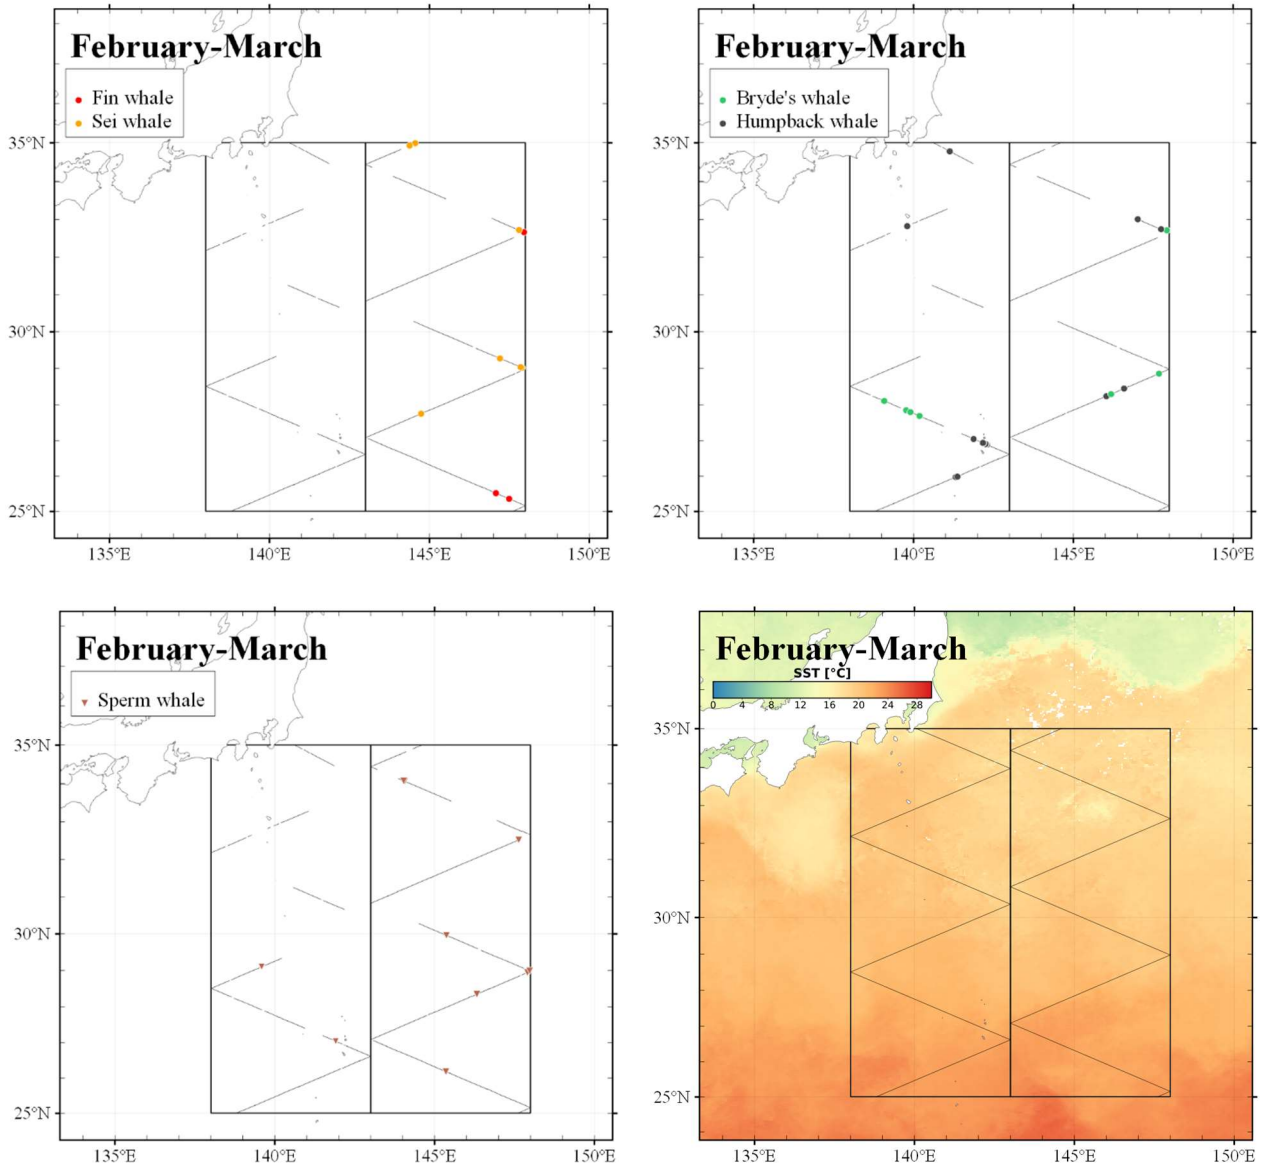 February-March
Fin whale
Sei whale
35°N
30°N
25°N
135°E
140°E
145°E
150°E
February-March
Bryde's whale
Humpback whale
35°N
30°N
25°N
135°E
140°E
145°E
150°E
February-March
Sperm whale
35°N
30°N
25°N
135°E
140°E
145°E
150°E
February-March
SST [°C]
0 4 8 12 16 20 24 28
35°N
30°N
25°N
135°E
140°E
145°E
150°E